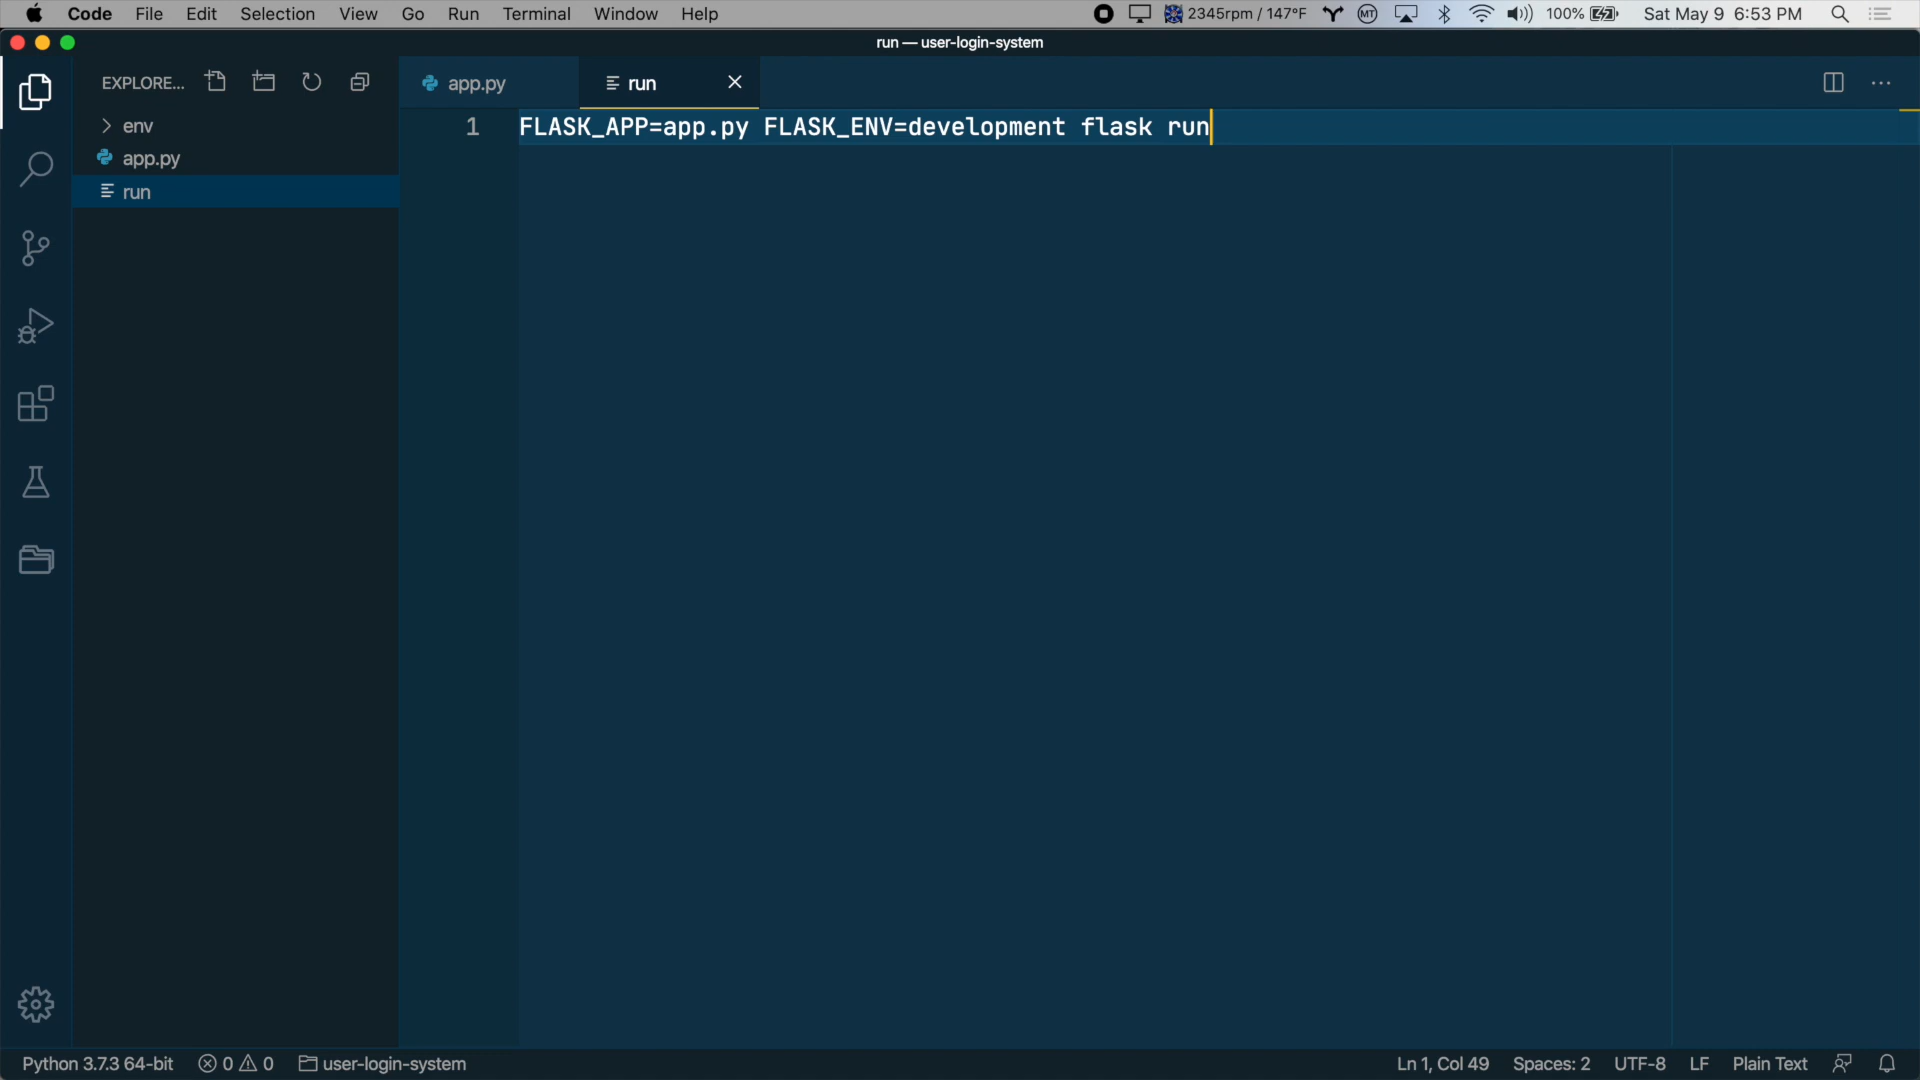 Code File Edit Selection View Go Run Terminal Window Help 2345rpm / 147°F MT 100% Sat May 9 6:53 PM
run — user-login-system
EXPLORE... app.py run
env
app.py
run
1 FLASK_APP=app.py FLASK_ENV=development flask run
Python 3.7.3 64-bit 0 0 user-login-system Ln 1, Col 49 Spaces: 2 UTF-8 LF Plain Text